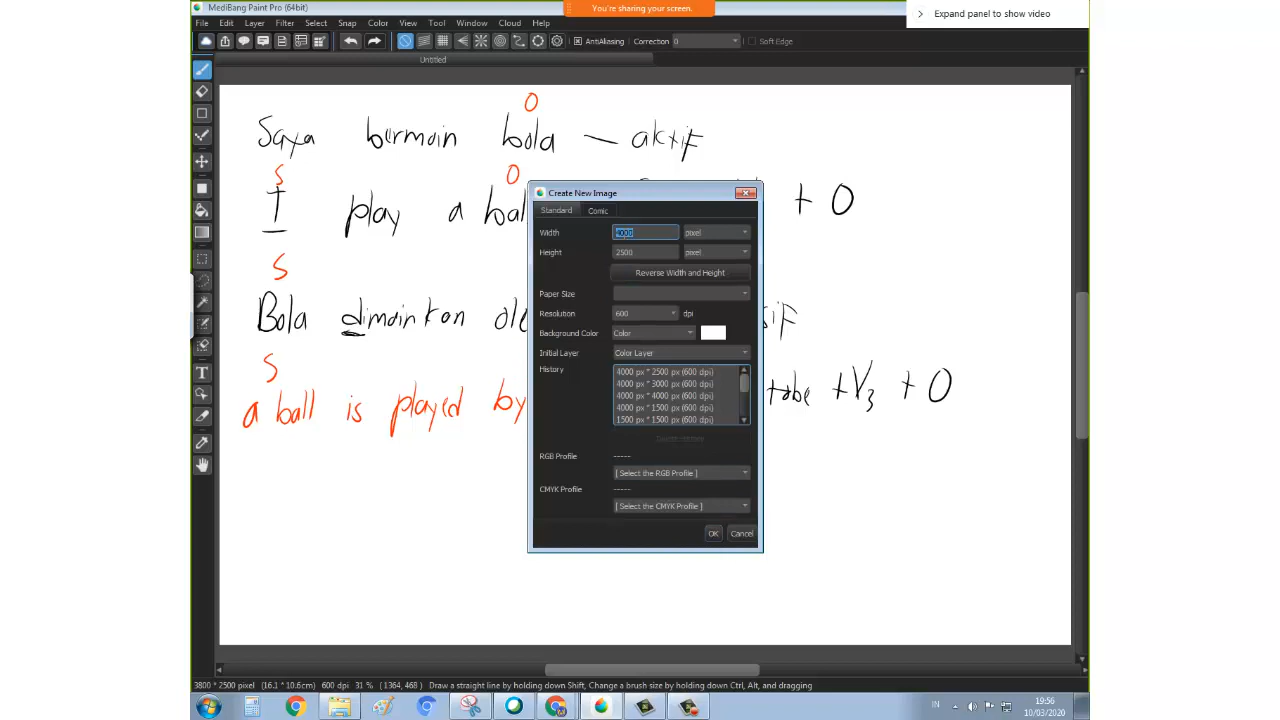 MediBang Paint Pro (64bit)
You're sharing your screen.
Expand panel to show video
File Edit Layer Filter Select Snap Color View Tool Window Cloud Help
AntiAliasing Correction 0 Soft Edge
Untitled
O
Saya bermain bola - aktif
S O
I play a bal + O
S
Bola dimainkan ole sif
S
a ball is played by tobe + V3 + O
Create New Image
Standard Comic
Width 4000 pixel
Height 2500 pixel
Reverse Width and Height
Paper Size
Resolution 600 dpi
Background Color Color
Initial Layer Color Layer
History
4000 px * 2500 px (600 dpi)
4000 px * 3000 px (600 dpi)
4000 px * 4000 px (600 dpi)
4000 px * 1500 px (600 dpi)
1500 px * 1500 px (600 dpi)
RGB Profile -----
[ Select the RGB Profile ]
CMYK Profile -----
[ Select the CMYK Profile ]
OK Cancel
3800 * 2500 pixel (16.1 * 10.6cm) 600 dpi 31 % (1364, 468) Draw a straight line by holding down Shift, Change a brush size by holding down Ctrl, Alt, and dragging
IN 19:56
10/03/2020